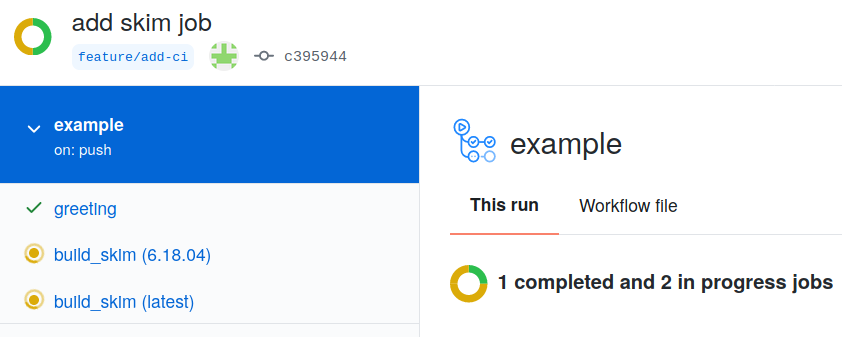 add skim job
feature/add-ci c395944
example
on: push
greeting
build_skim (6.18.04)
build_skim (latest)
example
This run Workflow file
1 completed and 2 in progress jobs